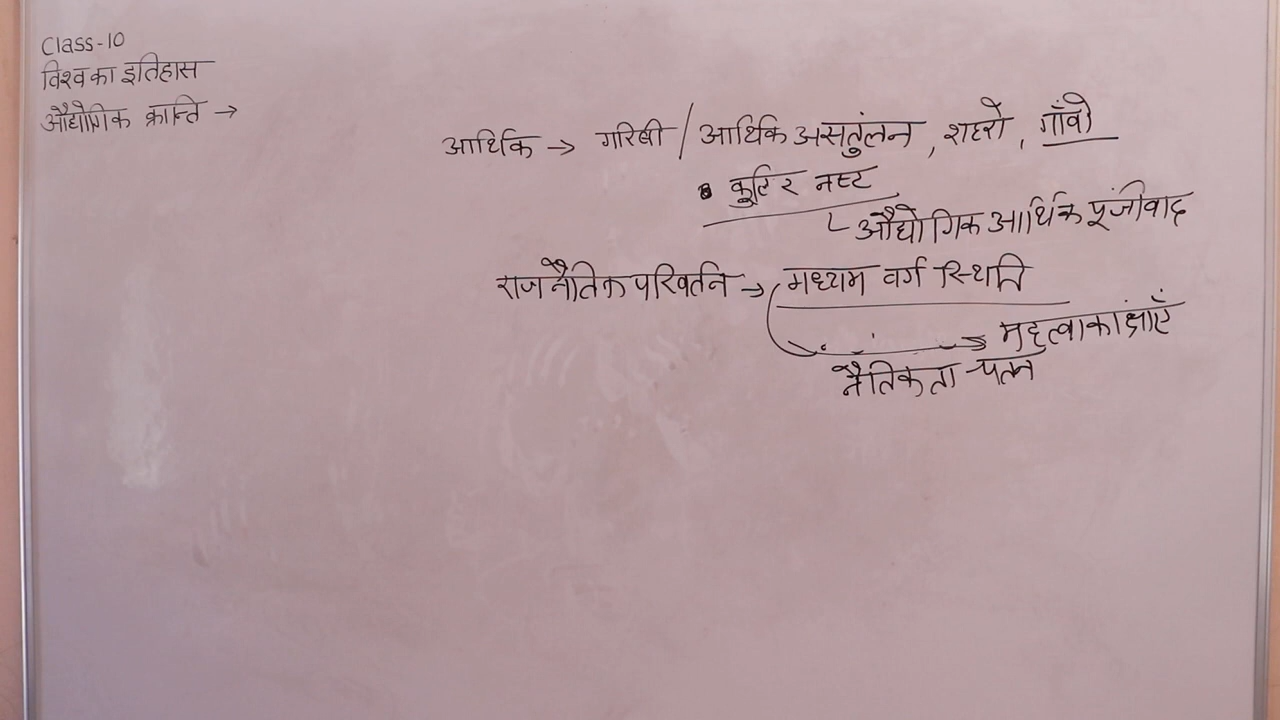 Class-10
विश्व का इतिहास
औद्योगिक क्रान्ति →
आर्थिक → गरिबी / आर्थिक असतुंलन , शहरो , गाँवो
कुटिर नष्ट
औद्योगिक आर्थिक पूंजीवाद
राजनैतिक परिवर्तन → मध्यम वर्ग स्थिति
महत्वाकांक्षाएँ
नैतिकता पतन